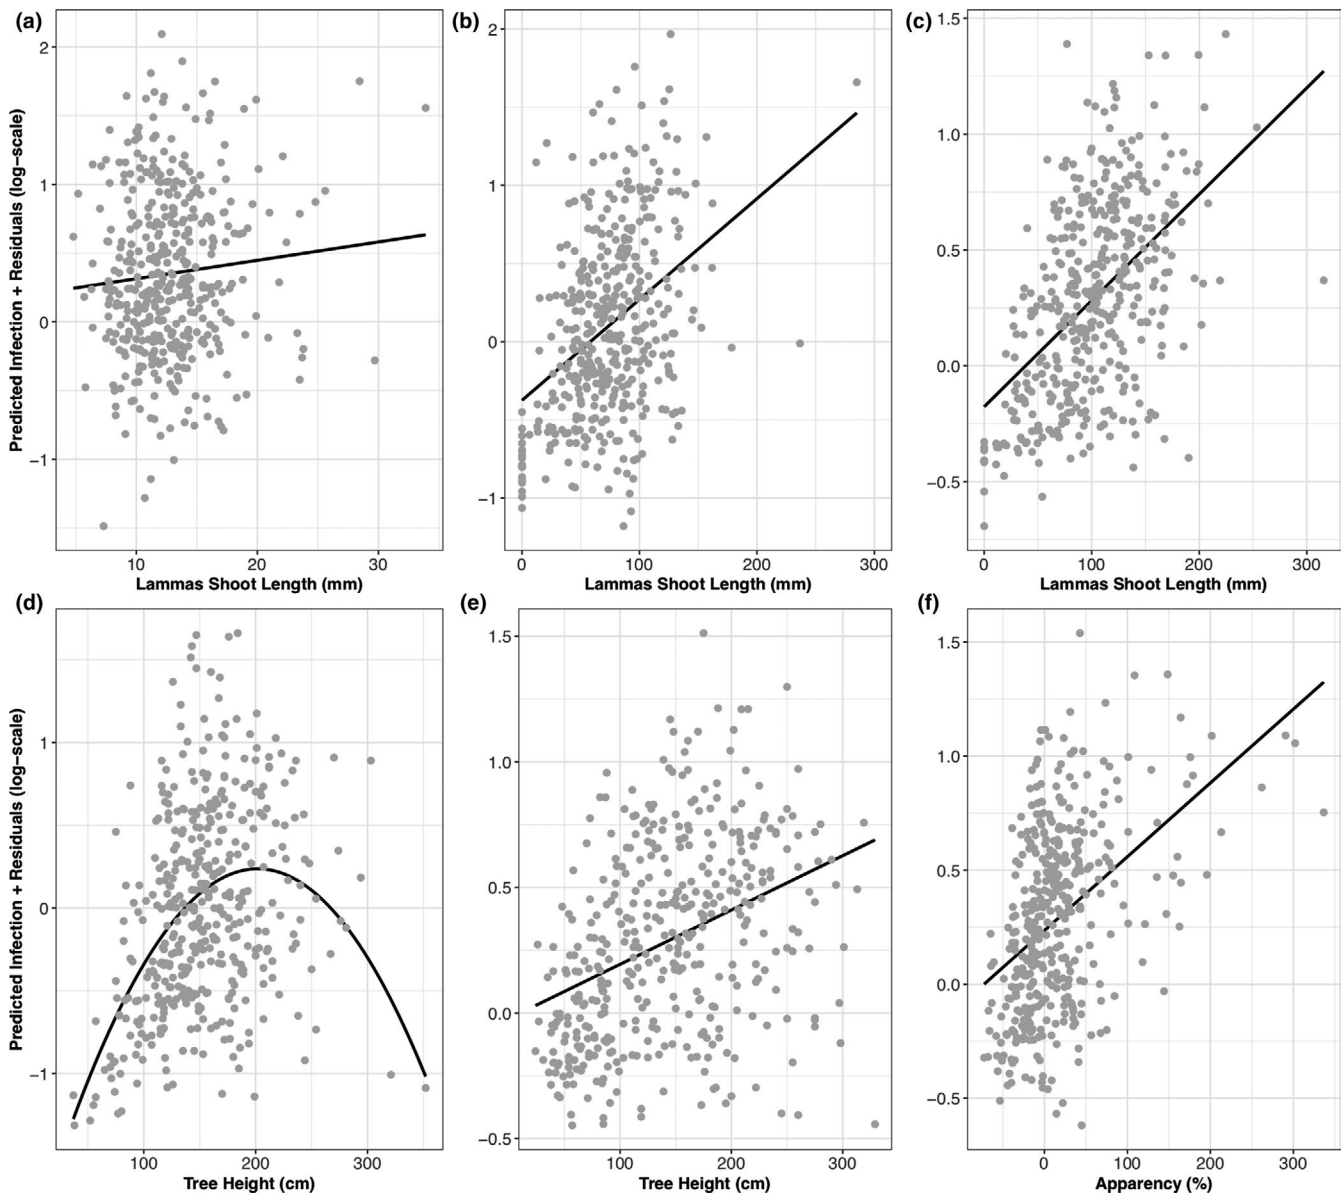 (a) (b) (c)
Predicted Infection + Residuals (log−scale)
2
1
0
−1
10 20 30
Lammas Shoot Length (mm)
2
1
0
−1
0 100 200 300
Lammas Shoot Length (mm)
1.5
1.0
0.5
0.0
−0.5
0 100 200 300
Lammas Shoot Length (mm)
(d) (e) (f)
Predicted Infection + Residuals (log−scale)
1
0
−1
100 200 300
Tree Height (cm)
1.5
1.0
0.5
0.0
−0.5
100 200 300
Tree Height (cm)
1.5
1.0
0.5
0.0
−0.5
0 100 200 300
Apparency (%)